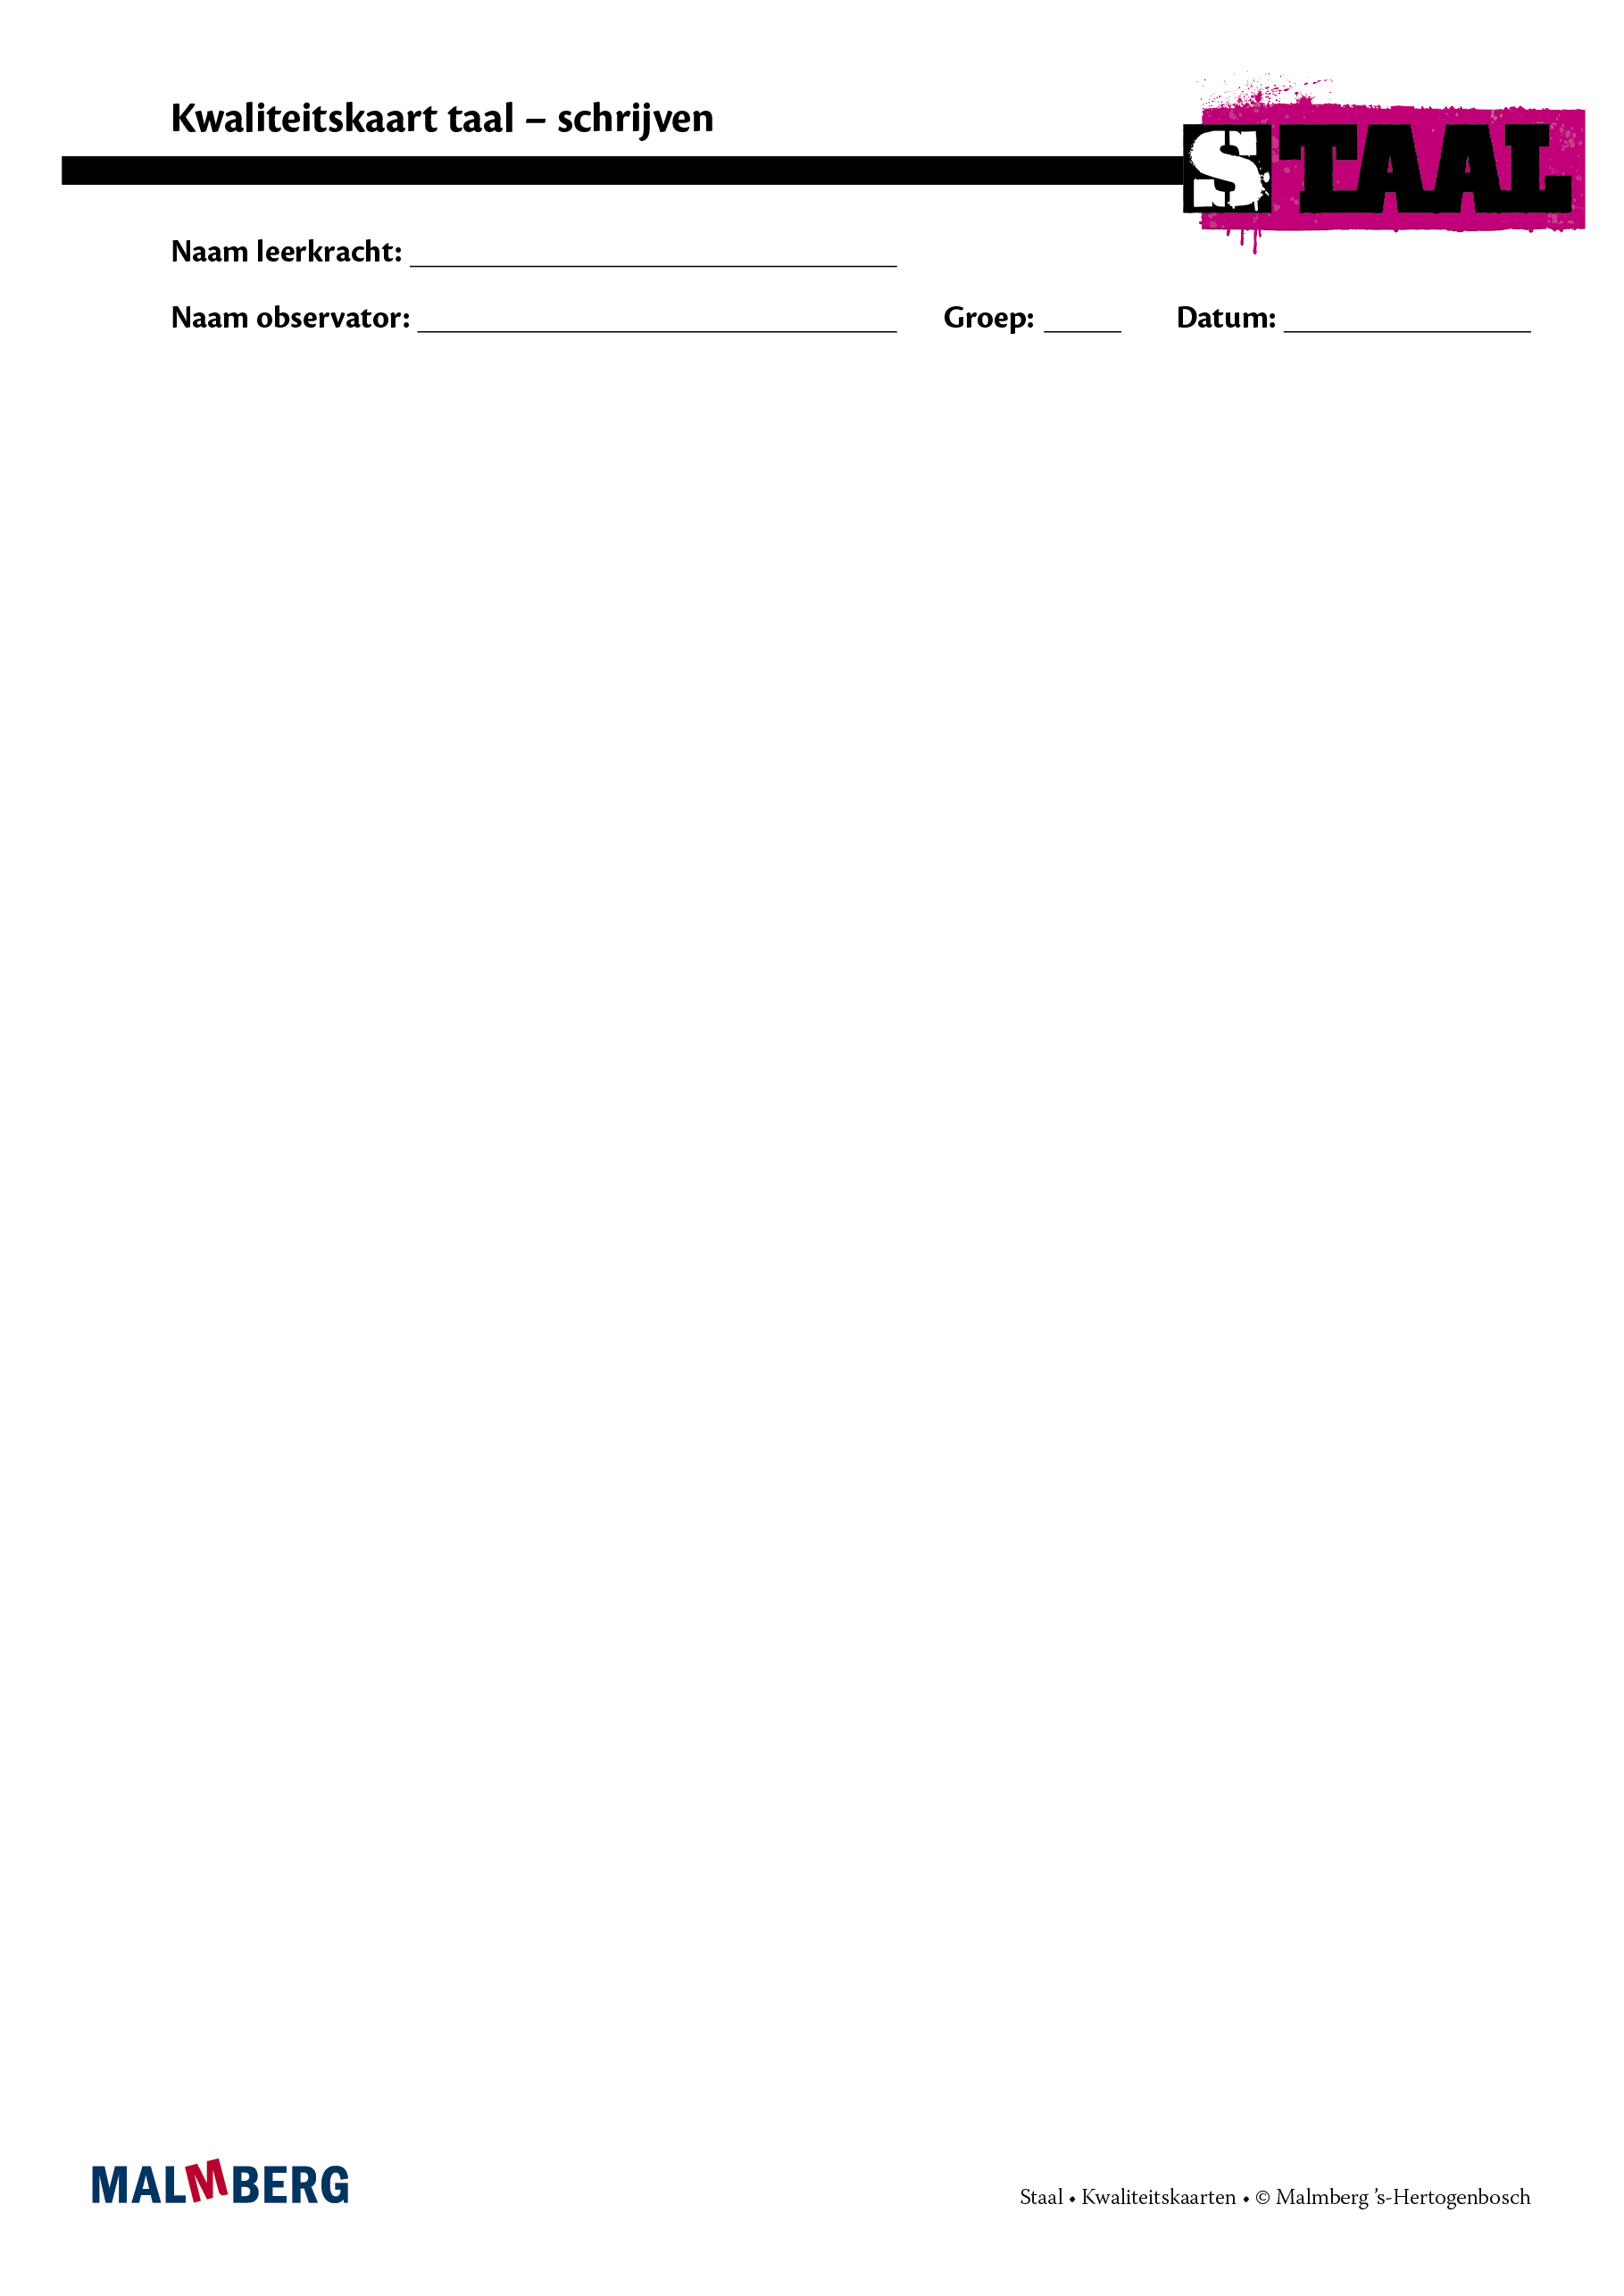 Kwaliteitskaart taal – schrijven
STAAL
Naam leerkracht:
Naam observator: Groep: Datum:
MALMBERG
Staal • Kwaliteitskaarten • © Malmberg ’s-Hertogenbosch